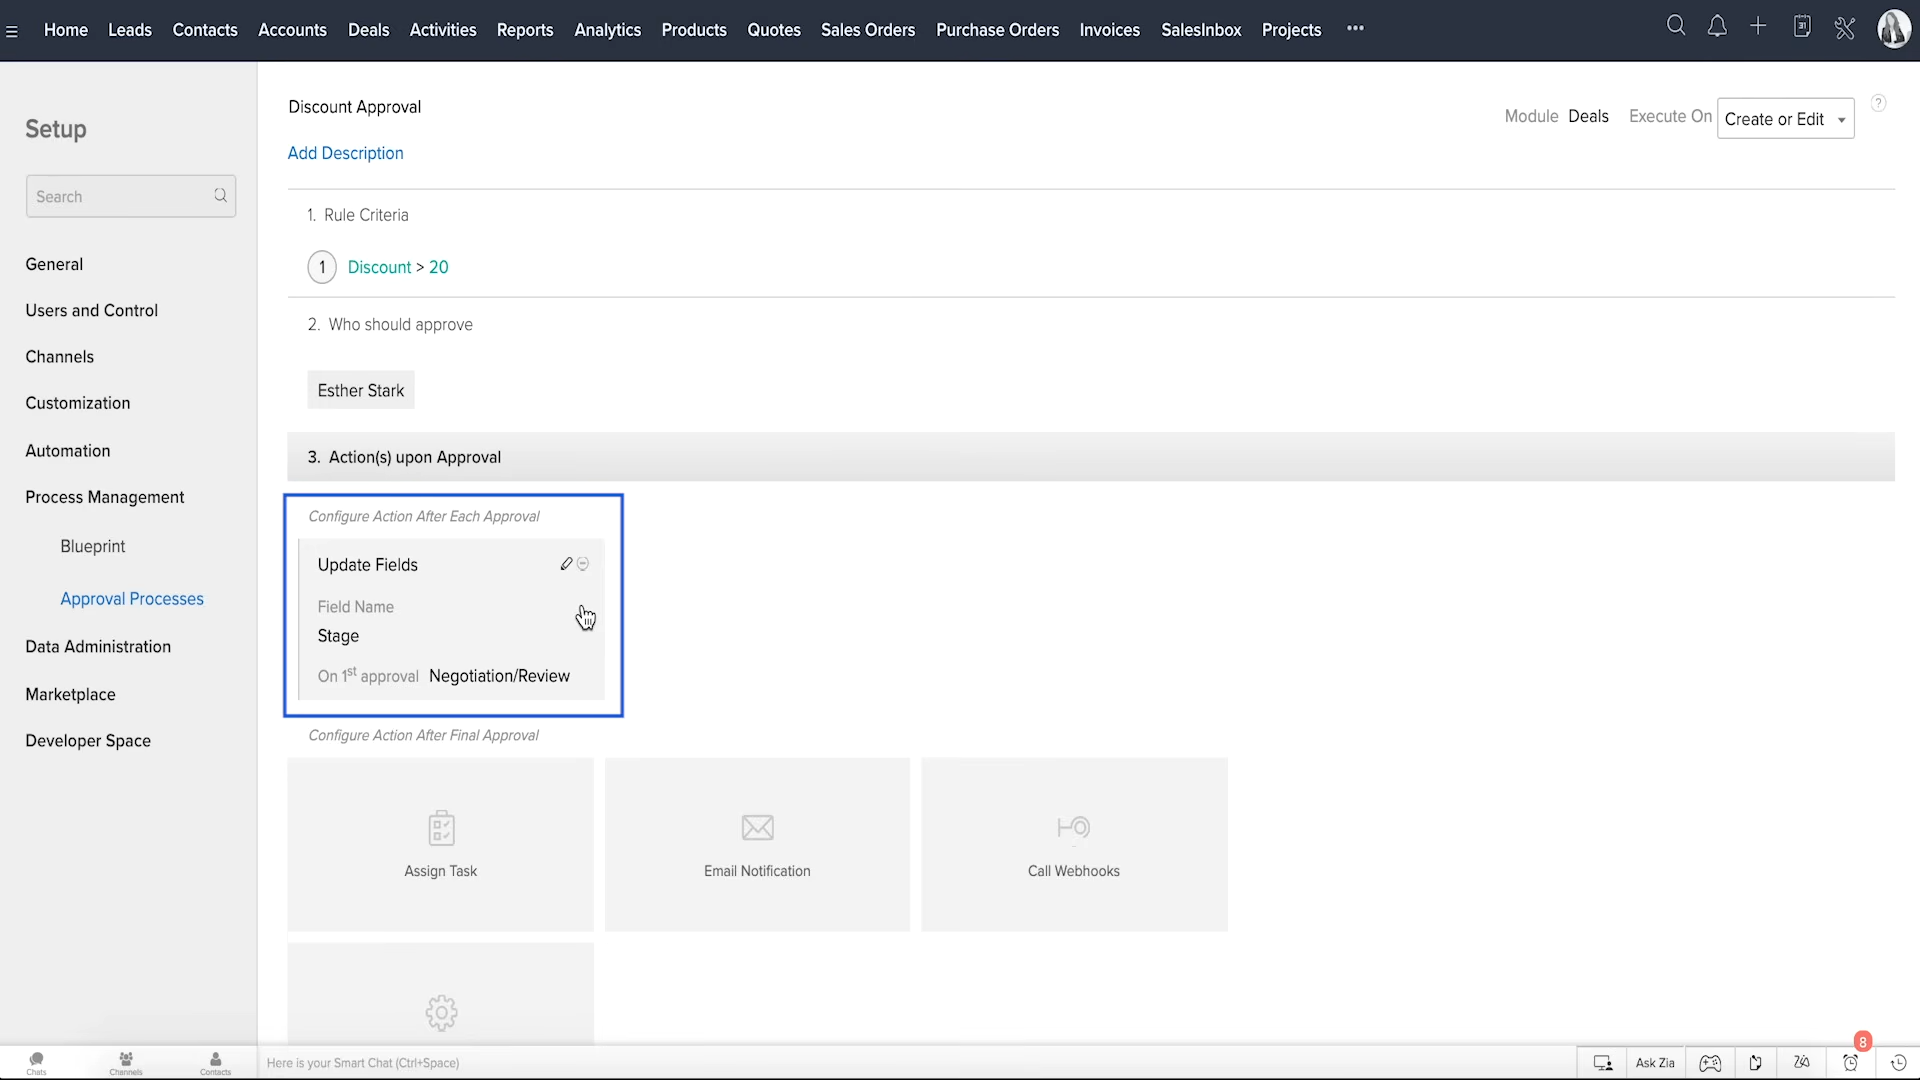 Home Leads Contacts Accounts Deals Activities Reports Analytics Products Quotes Sales Orders Purchase Orders Invoices SalesInbox Projects •••
Setup
Search
General
Users and Control
Channels
Customization
Automation
Process Management
Blueprint
Approval Processes
Data Administration
Marketplace
Developer Space
Discount Approval
Module Deals Execute On Create or Edit
?
Add Description
1. Rule Criteria
1 Discount > 20
2. Who should approve
Esther Stark
3. Action(s) upon Approval
Configure Action After Each Approval
Update Fields
Field Name
Stage
On 1st approval Negotiation/Review
Configure Action After Final Approval
Assign Task
Email Notification
Call Webhooks
Chats
Channels
Contacts
Here is your Smart Chat (Ctrl+Space)
Ask Zia
8